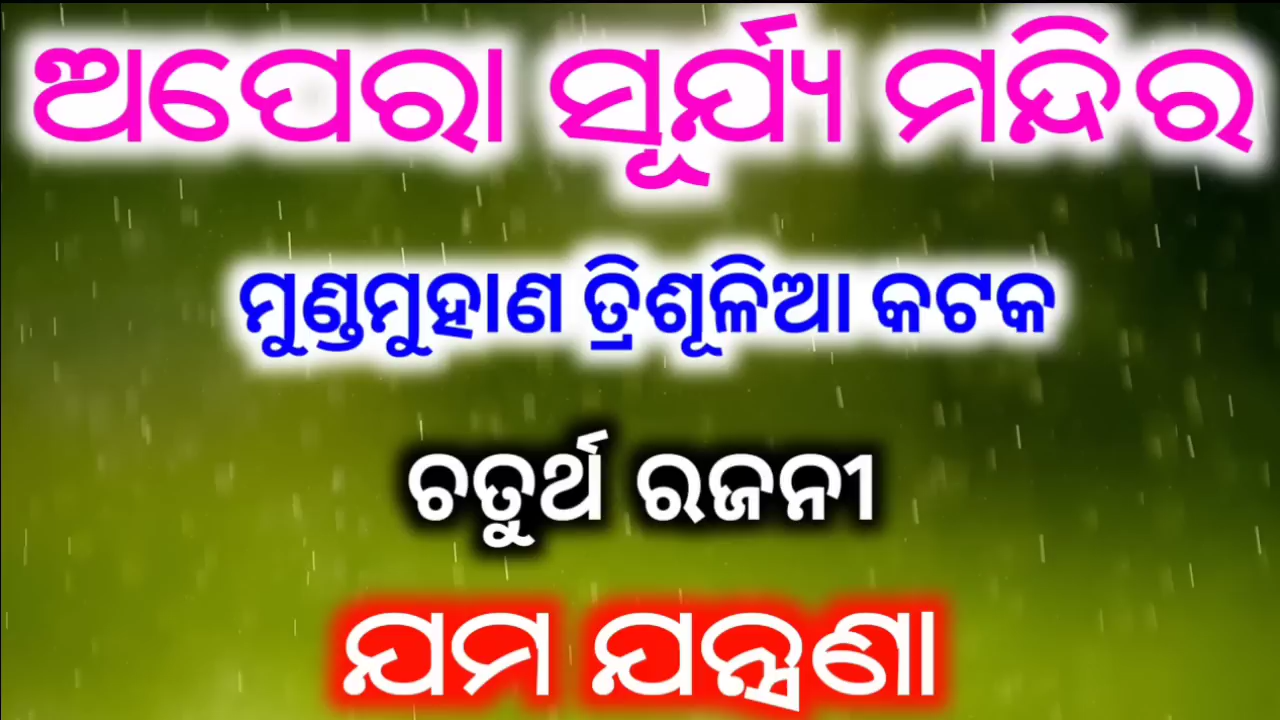 ଅପେରା ସୂର୍ଯ୍ୟ ମନ୍ଦିର
ମୁଣ୍ଡମୁହାଣ ତ୍ରିଶୂଳିଆ କଟକ
ଚତୁର୍ଥ ରଜନୀ
ଯମ ଯନ୍ତ୍ରଣା